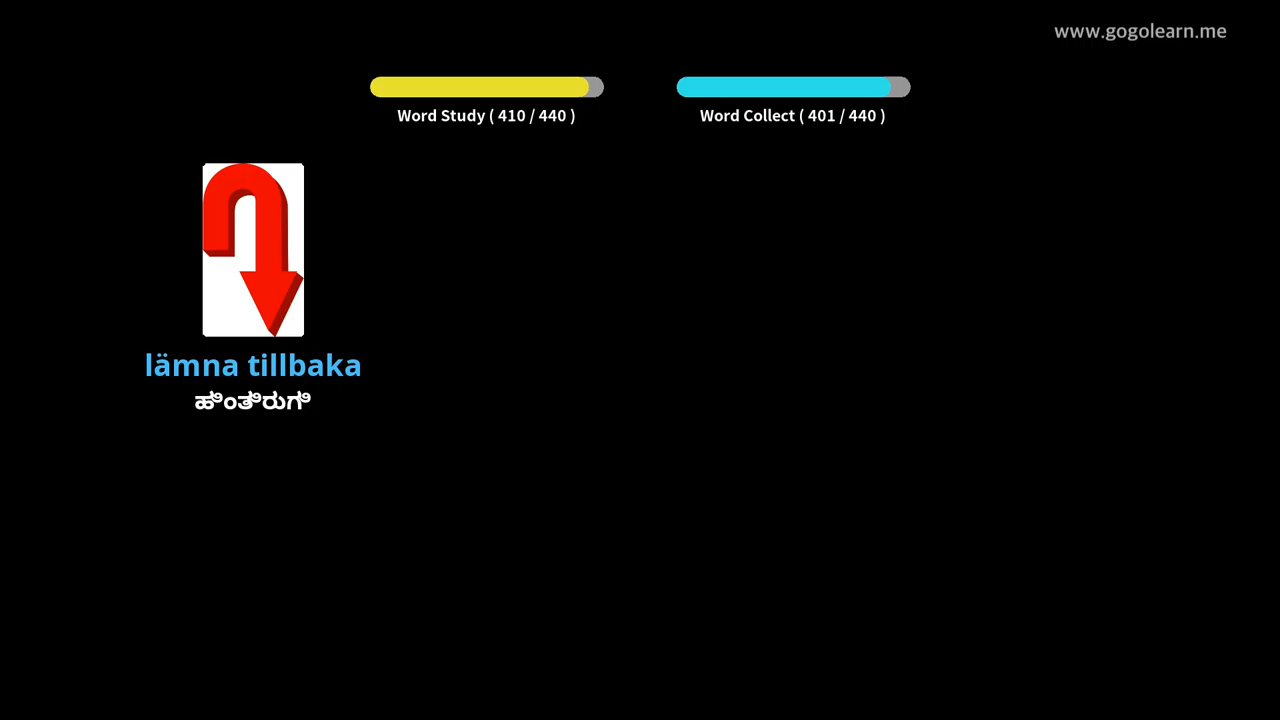 www.gogolearn.me
Word Study ( 410 / 440 )
Word Collect ( 401 / 440 )
lämna tillbaka
ಹಿಂತಿರುಗಿ